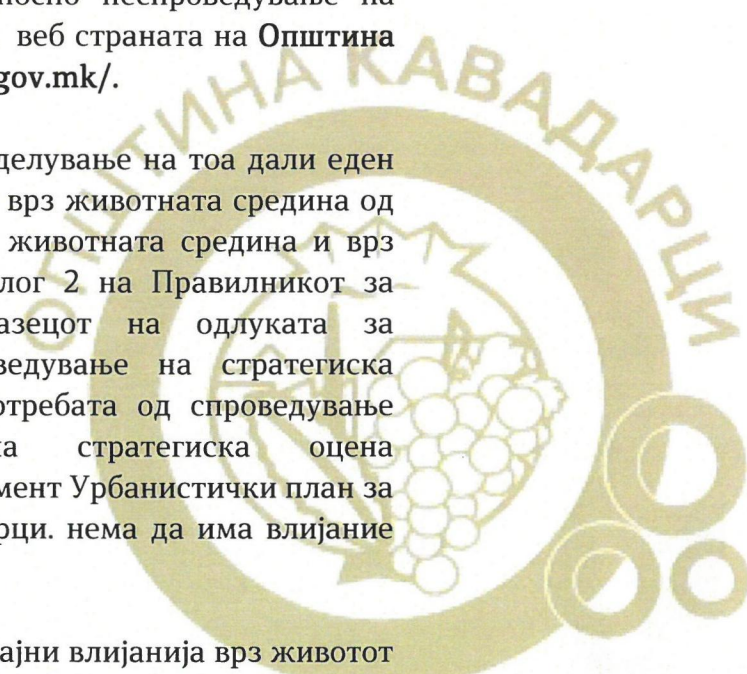 веб страната на Општина
gov.mk/.
делување на тоа дали еден
врз животната средина од
животната средина и врз
лог 2 на Правилникот за
азецот на одлуката за
ведување на стратегиска
отребата од спроведување
на стратегиска оцена
мент Урбанистички план за
рци. нема да има влијание
ајни влијанија врз животот
ОПШТИНА КАВАДАРЦИ